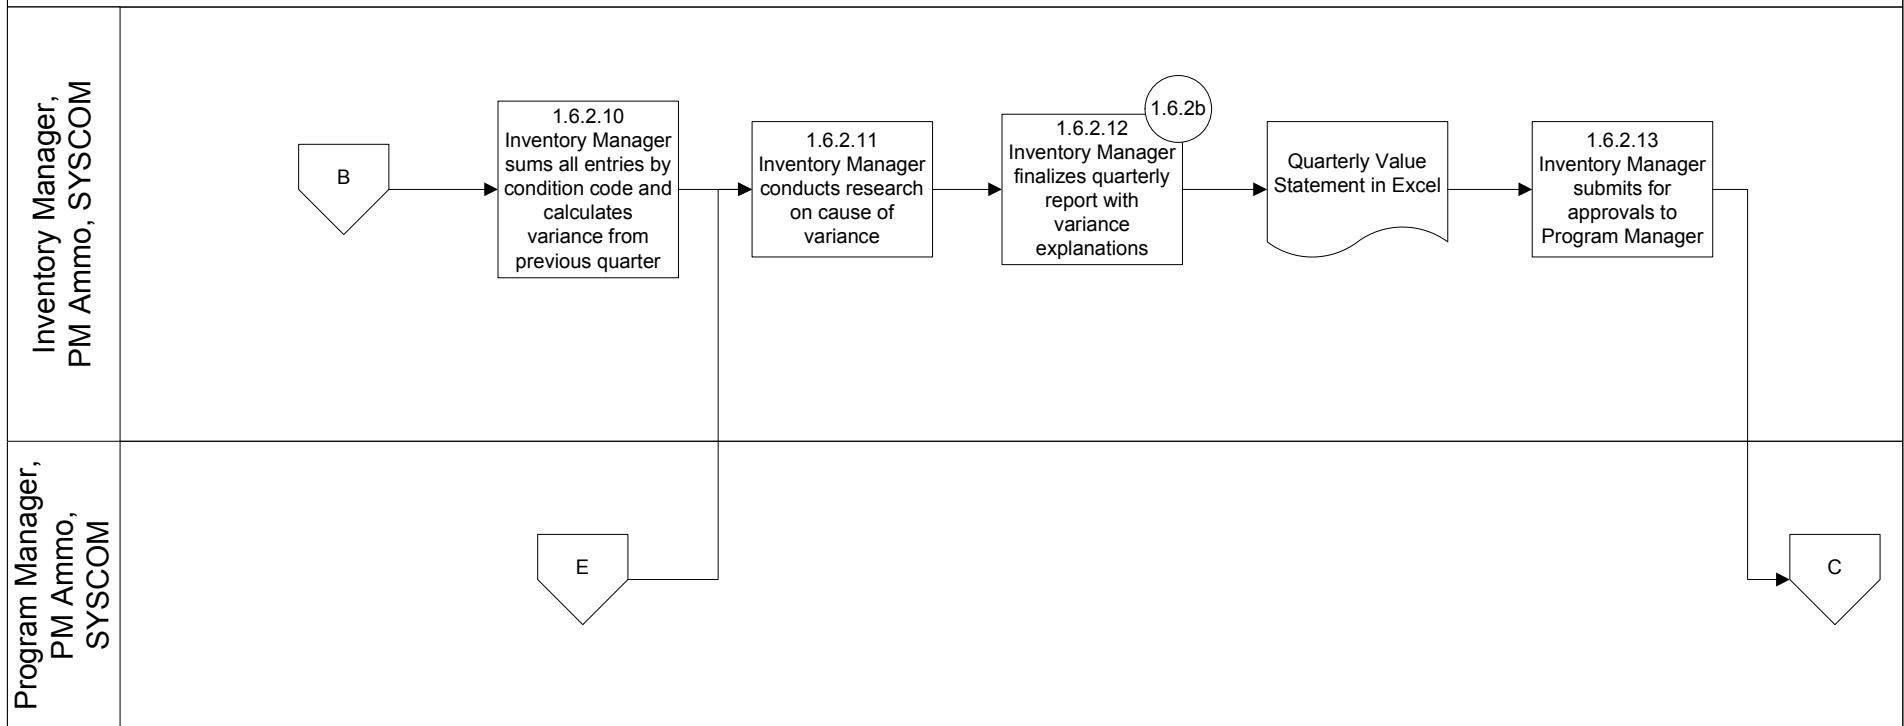 Inventory Manager,
PM Ammo, SYSCOM
B
1.6.2.10
Inventory Manager
sums all entries by
condition code and
calculates
variance from
previous quarter
1.6.2.11
Inventory Manager
conducts research
on cause of
variance
1.6.2b
1.6.2.12
Inventory Manager
finalizes quarterly
report with
variance
explanations
Quarterly Value
Statement in Excel
1.6.2.13
Inventory Manager
submits for
approvals to
Program Manager
Program Manager,
PM Ammo,
SYSCOM
E
C